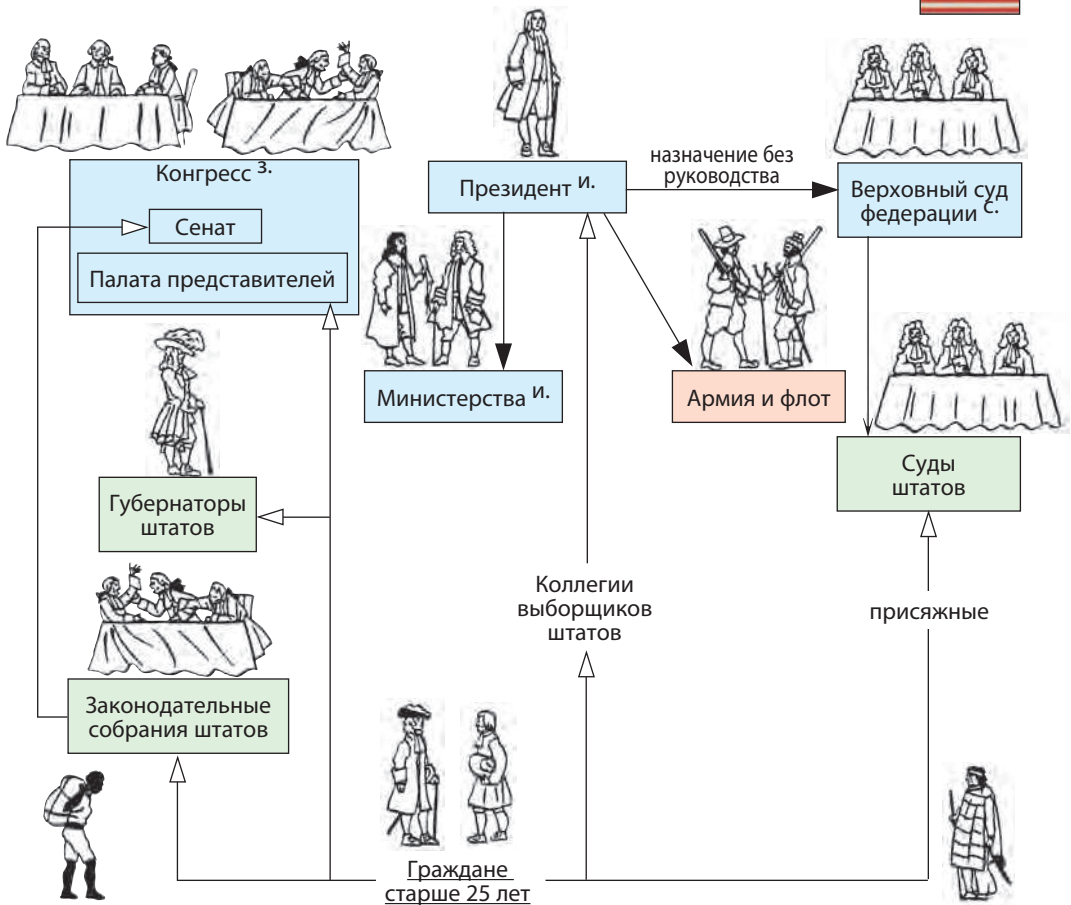 Конгресс з.
Сенат
Палата представителей
Президент и.
назначение без
руководства
Верховный суд
федерации с.
Министерства и.
Армия и флот
Суды
штатов
Губернаторы
штатов
Коллегии
выборщиков
штатов
присяжные
Законодательные
собрания штатов
Граждане
старше 25 лет